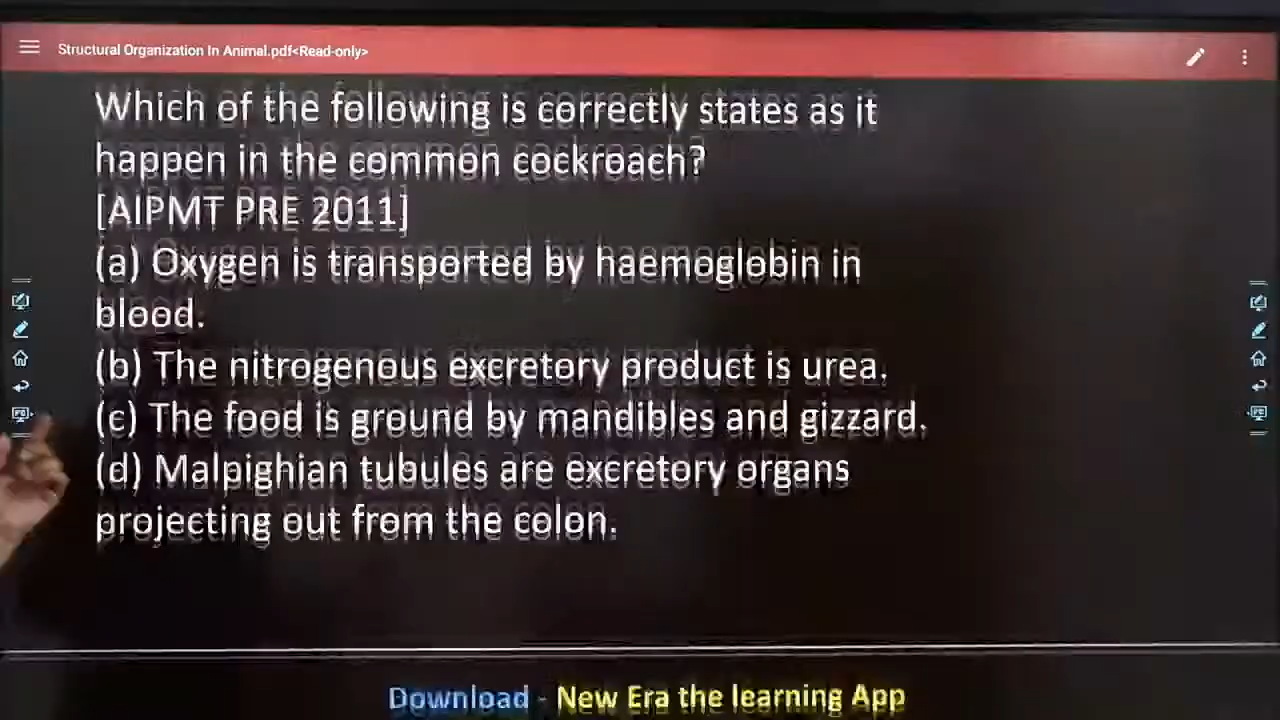 Structural Organization In Animal.pdf<Read-only>
Which of the following is correctly states as it
happen in the common cockroach?
[AIPMT PRE 2011]
(a) Oxygen is transported by haemoglobin in
blood.
(b) The nitrogenous excretory product is urea.
(c) The food is ground by mandibles and gizzard.
(d) Malpighian tubules are excretory organs
projecting out from the colon.
Download - New Era the learning App